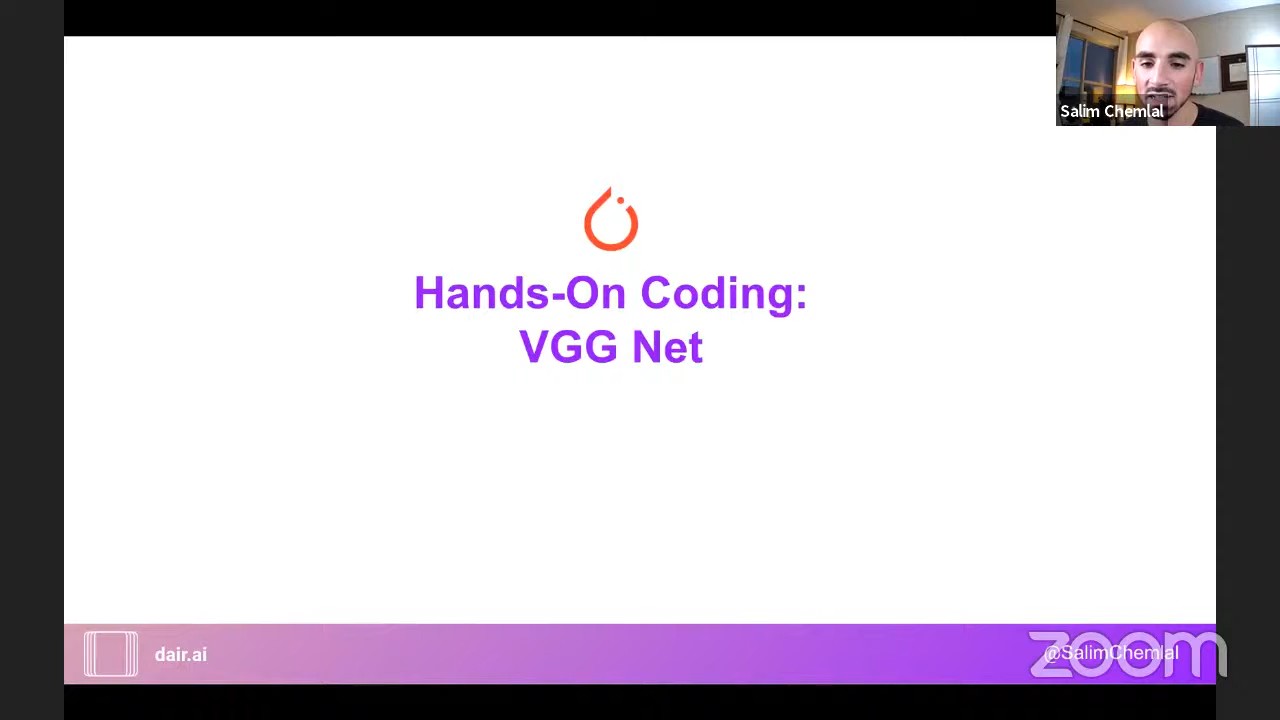 Salim Chemlal
Hands-On Coding:
VGG Net
dair.ai
@SalimChemlal
zoom